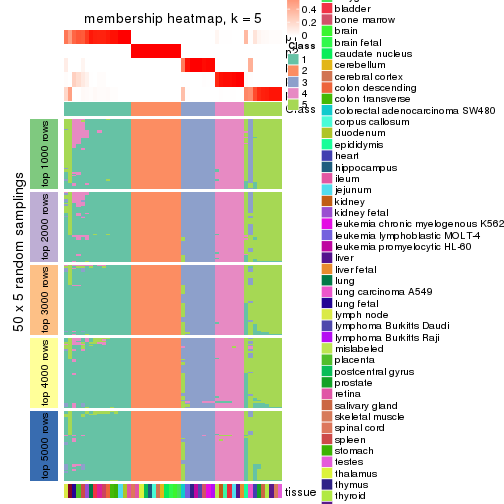 membership heatmap, k = 5
0.4
0.2
0
Class
1
2
3
4
5
Class
50 x 5 random samplings
top 1000 rows
top 2000 rows
top 3000 rows
top 4000 rows
top 5000 rows
tissue
bladder
bone marrow
brain
brain fetal
caudate nucleus
cerebellum
cerebral cortex
colon descending
colon transverse
colorectal adenocarcinoma SW480
corpus callosum
duodenum
epididymis
heart
hippocampus
ileum
jejunum
kidney
kidney fetal
leukemia chronic myelogenous K562
leukemia lymphoblastic MOLT-4
leukemia promyelocytic HL-60
liver
liver fetal
lung
lung carcinoma A549
lung fetal
lymph node
lymphoma Burkitts Daudi
lymphoma Burkitts Raji
mislabeled
placenta
postcentral gyrus
prostate
retina
salivary gland
skeletal muscle
spinal cord
spleen
stomach
testes
thalamus
thymus
thyroid